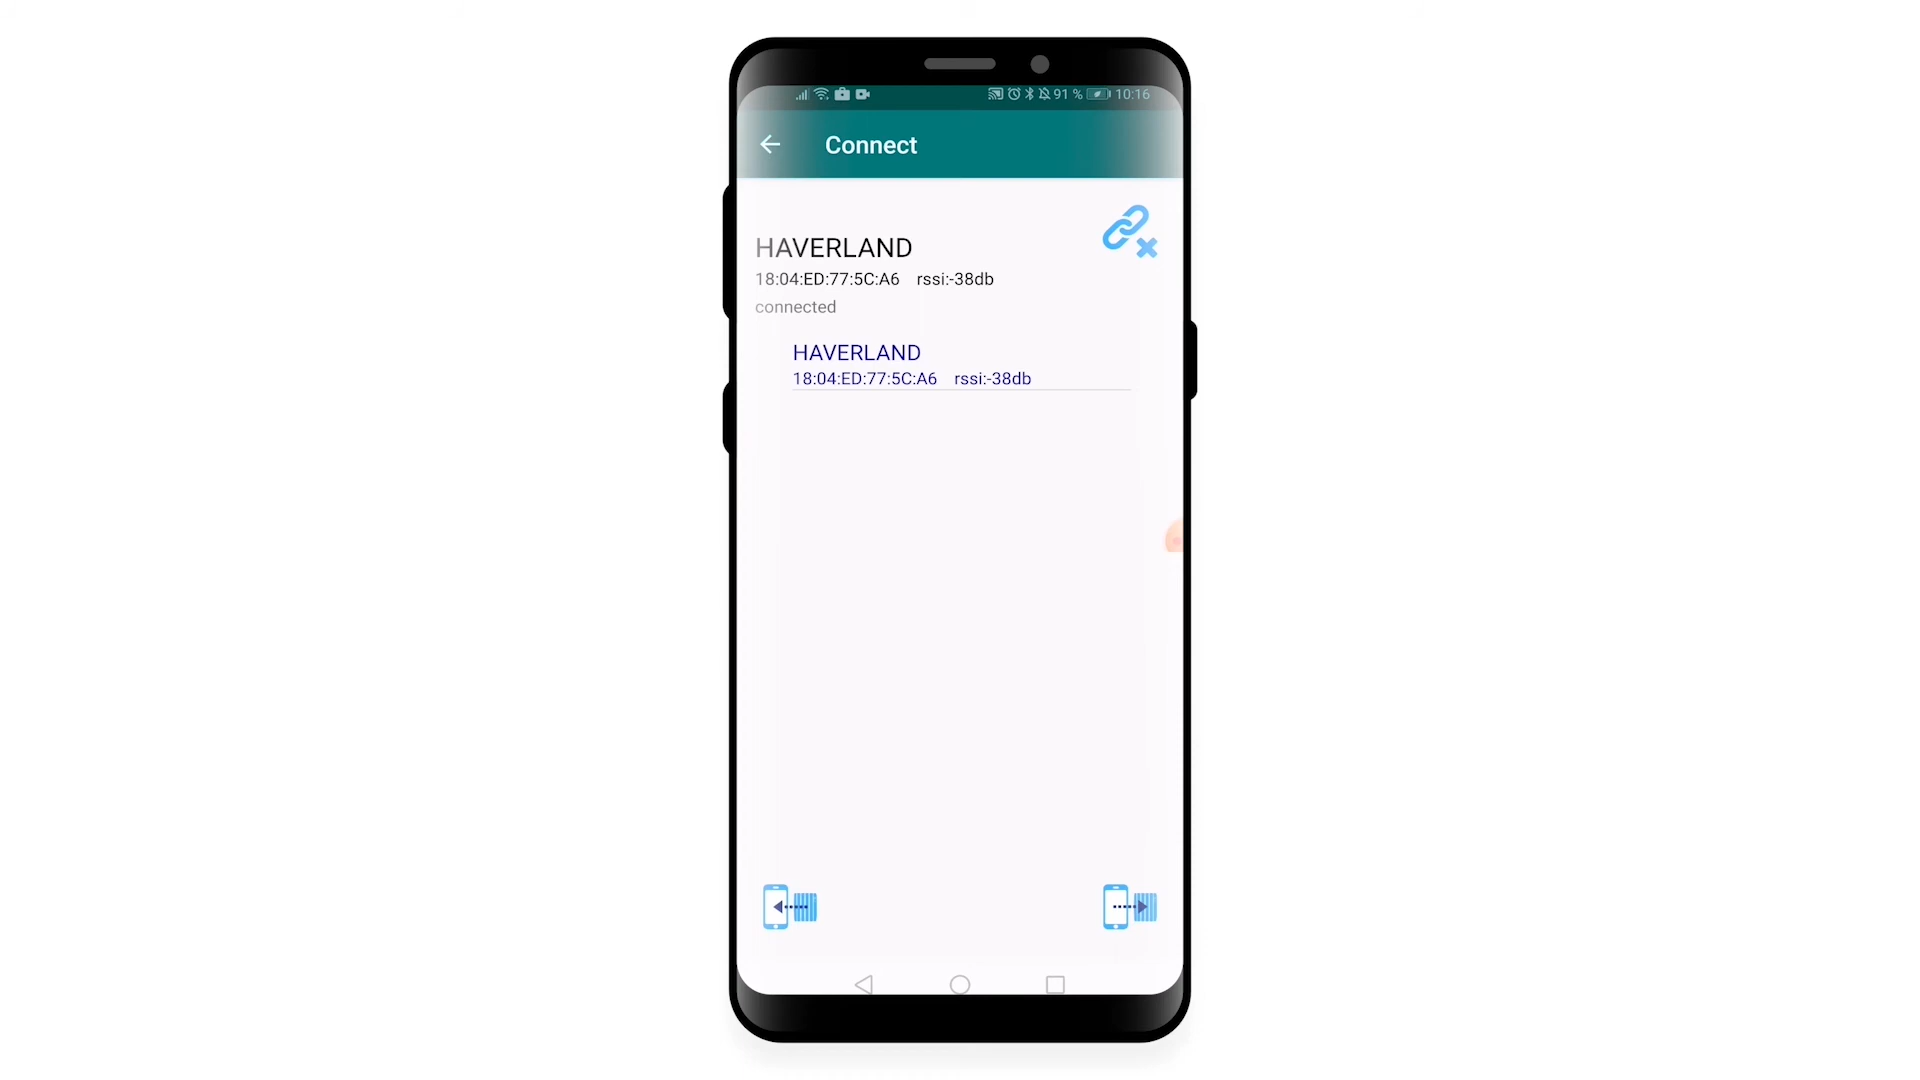 91 % 10:16
Connect
HAVERLAND
18:04:ED:77:5C:A6 rssi:-38db
connected
HAVERLAND
18:04:ED:77:5C:A6 rssi:-38db